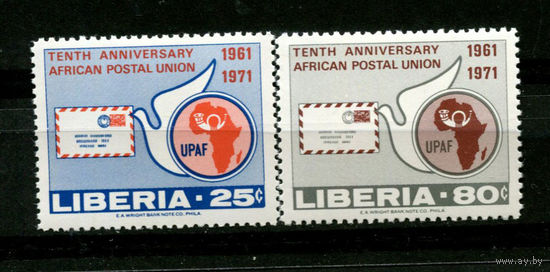 TENTH ANNIVERSARY 1961
AFRICAN POSTAL UNION 1971
UPAF
LIBERIA · 25¢
E.A. WRIGHT BANK NOTE CO. PHILA.
TENTH ANNIVERSARY 1961
AFRICAN POSTAL UNION 1971
UPAF
LIBERIA · 80¢
E.A. WRIGHT BANK NOTE CO. PHILA.
www.ay.by